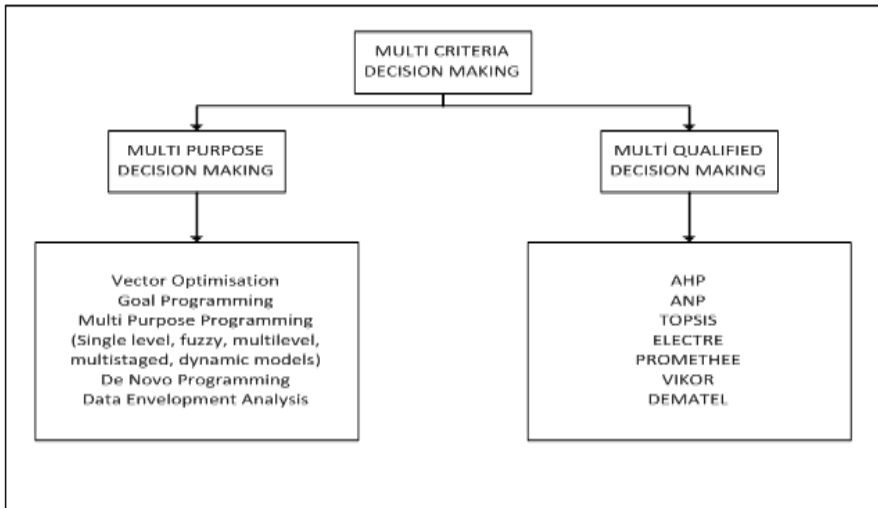 MULTI CRITERIA
DECISION MAKING
MULTI PURPOSE
DECISION MAKING
MULTİ QUALIFIED
DECISION MAKING
Vector Optimisation
Goal Programming
Multi Purpose Programming
(Single level, fuzzy, multilevel,
multistaged, dynamic models)
De Novo Programming
Data Envelopment Analysis
AHP
ANP
TOPSIS
ELECTRE
PROMETHEE
VIKOR
DEMATEL